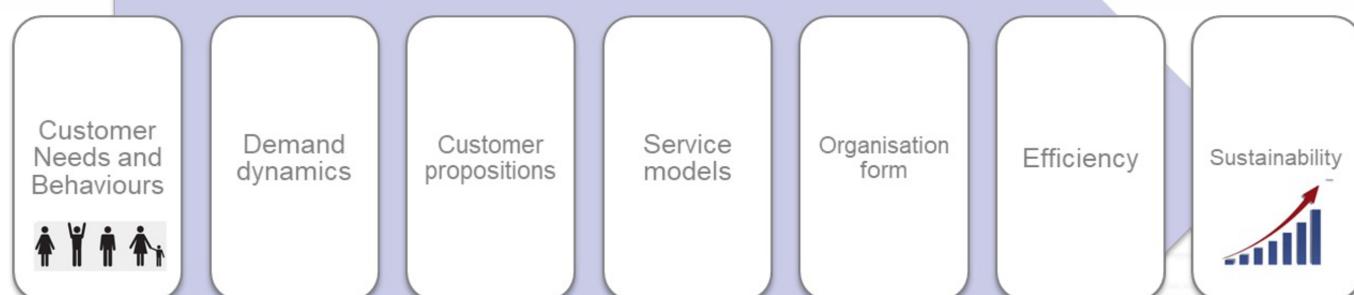 Customer
Needs and
Behaviours
Demand
dynamics
Customer
propositions
Service
models
Organisation
form
Efficiency
Sustainability